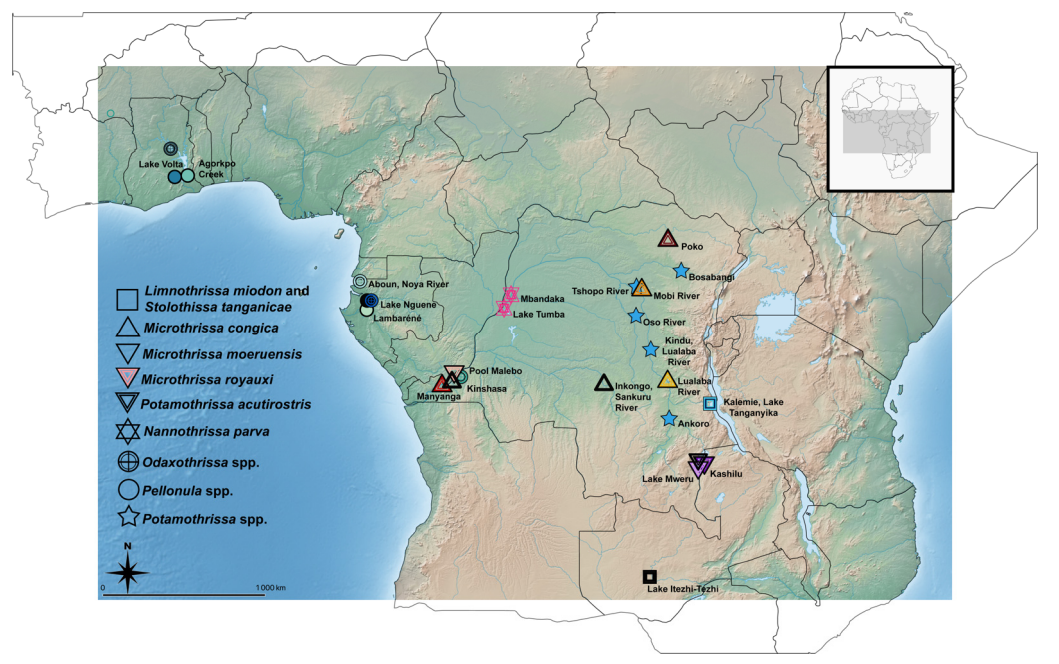 Lake Volta
Agorkpo
Creek
Aboun, Noya River
Lake Nguené
Lambaréné
Poko
Bosabangi
Tshopo River
Mobi River
Mbandaka
Lake Tumba
Oso River
Kindu,
Lualaba
River
Pool Malebo
Kinshasa
Manyanga
Inkongo,
Sankuru
River
Lualaba
River
Kalemie, Lake
Tanganyika
Ankoro
Lake Mweru
Kashilu
Lake Itezhi-Tezhi
Limnothrissa miodon and
Stolothissa tanganicae
Microthrissa congica
Microthrissa moeruensis
Microthrissa royauxi
Potamothrissa acutirostris
Nannothrissa parva
Odaxothrissa spp.
Pellonula spp.
Potamothrissa spp.
N
0
1 000 km